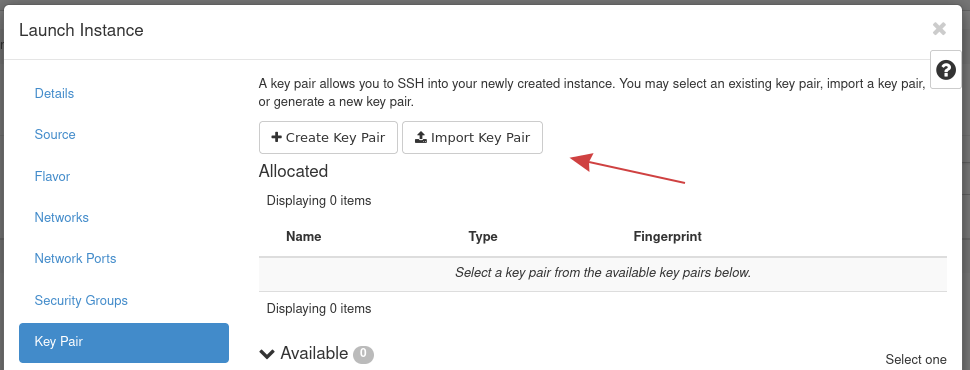 Launch Instance
Details
Source
Flavor
Networks
Network Ports
Security Groups
Key Pair
A key pair allows you to SSH into your newly created instance. You may select an existing key pair, import a key pair,
or generate a new key pair.
Create Key Pair
Import Key Pair
Allocated
Displaying 0 items
Name Type Fingerprint
Select a key pair from the available key pairs below.
Displaying 0 items
Available 0
Select one